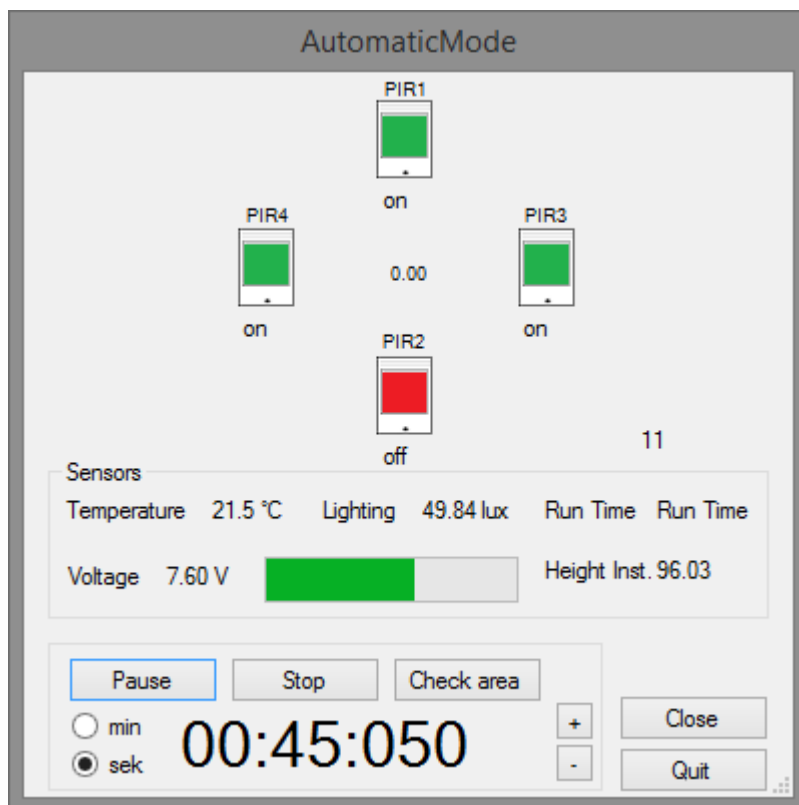 AutomaticMode
PIR1
on
PIR4
PIR3
0.00
on
on
PIR2
off
11
Sensors
Temperature 21.5 °C Lighting 49.84 lux Run Time Run Time
Voltage 7.60 V Height Inst. 96.03
Pause Stop Check area
min
sek
00:45:050
+
-
Close
Quit